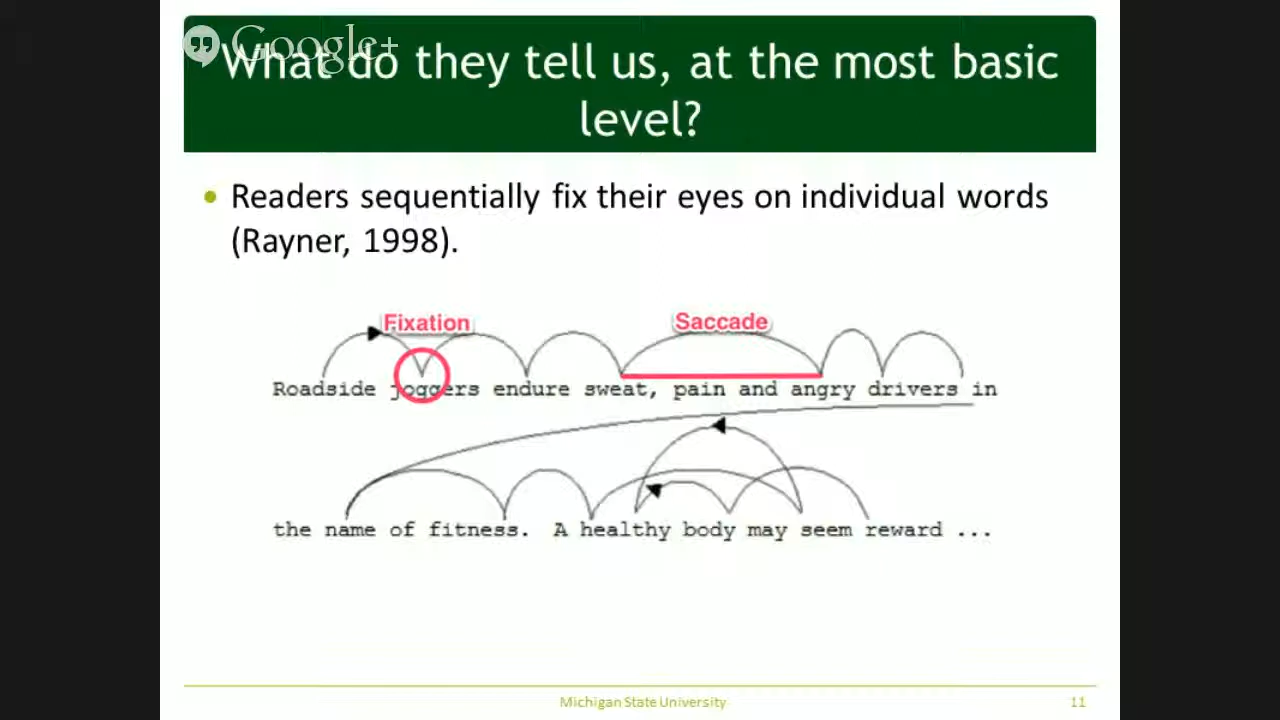 Google+
What do they tell us, at the most basic
level?
Readers sequentially fix their eyes on individual words
(Rayner, 1998).
Fixation
Saccade
Roadside joggers endure sweat, pain and angry drivers in
the name of fitness. A healthy body may seem reward ...
Michigan State University
11